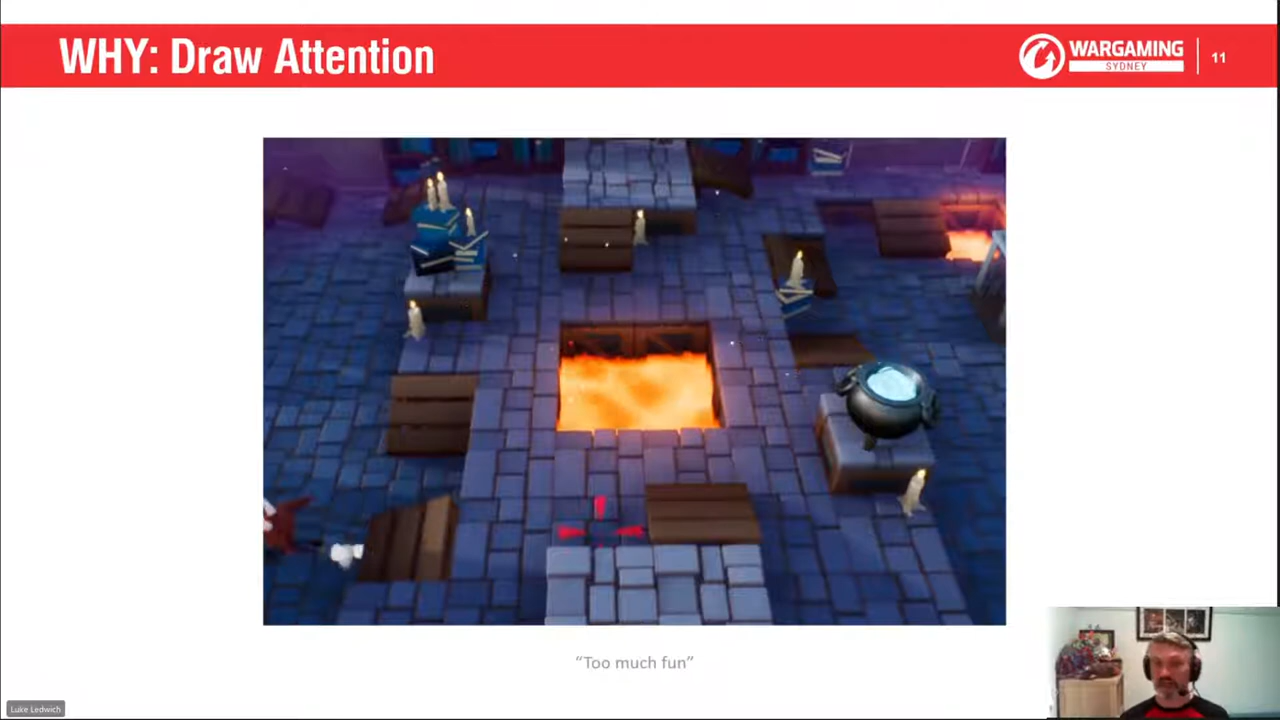 WHY: Draw Attention
WARGAMING
SYDNEY
11
“Too much fun”
Luke Ledwich